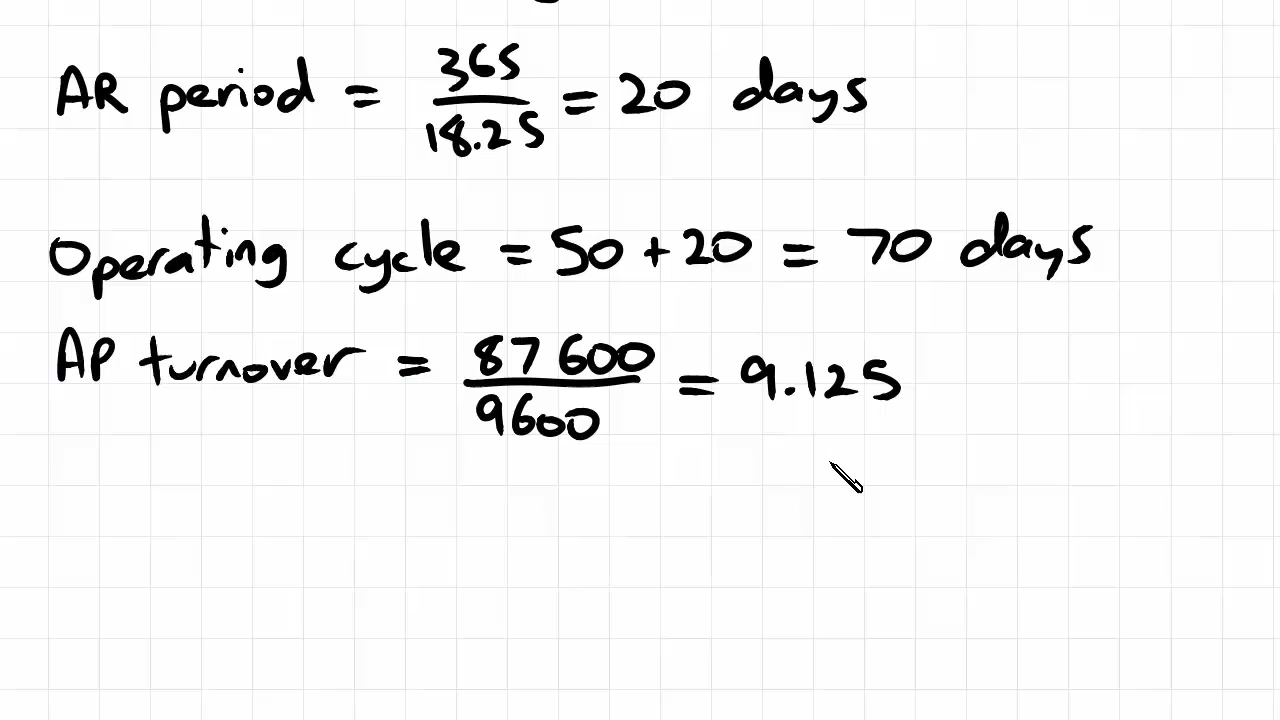 AR period = 365/18.25 = 20 days
Operating cycle = 50 + 20 = 70 days
AP turnover = 87 600/9600 = 9.125